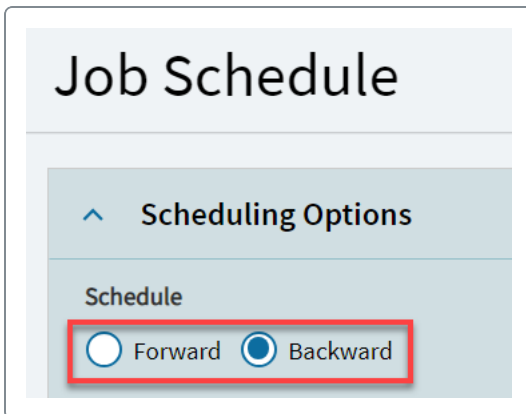 Job Schedule
Scheduling Options
Schedule
Forward Backward